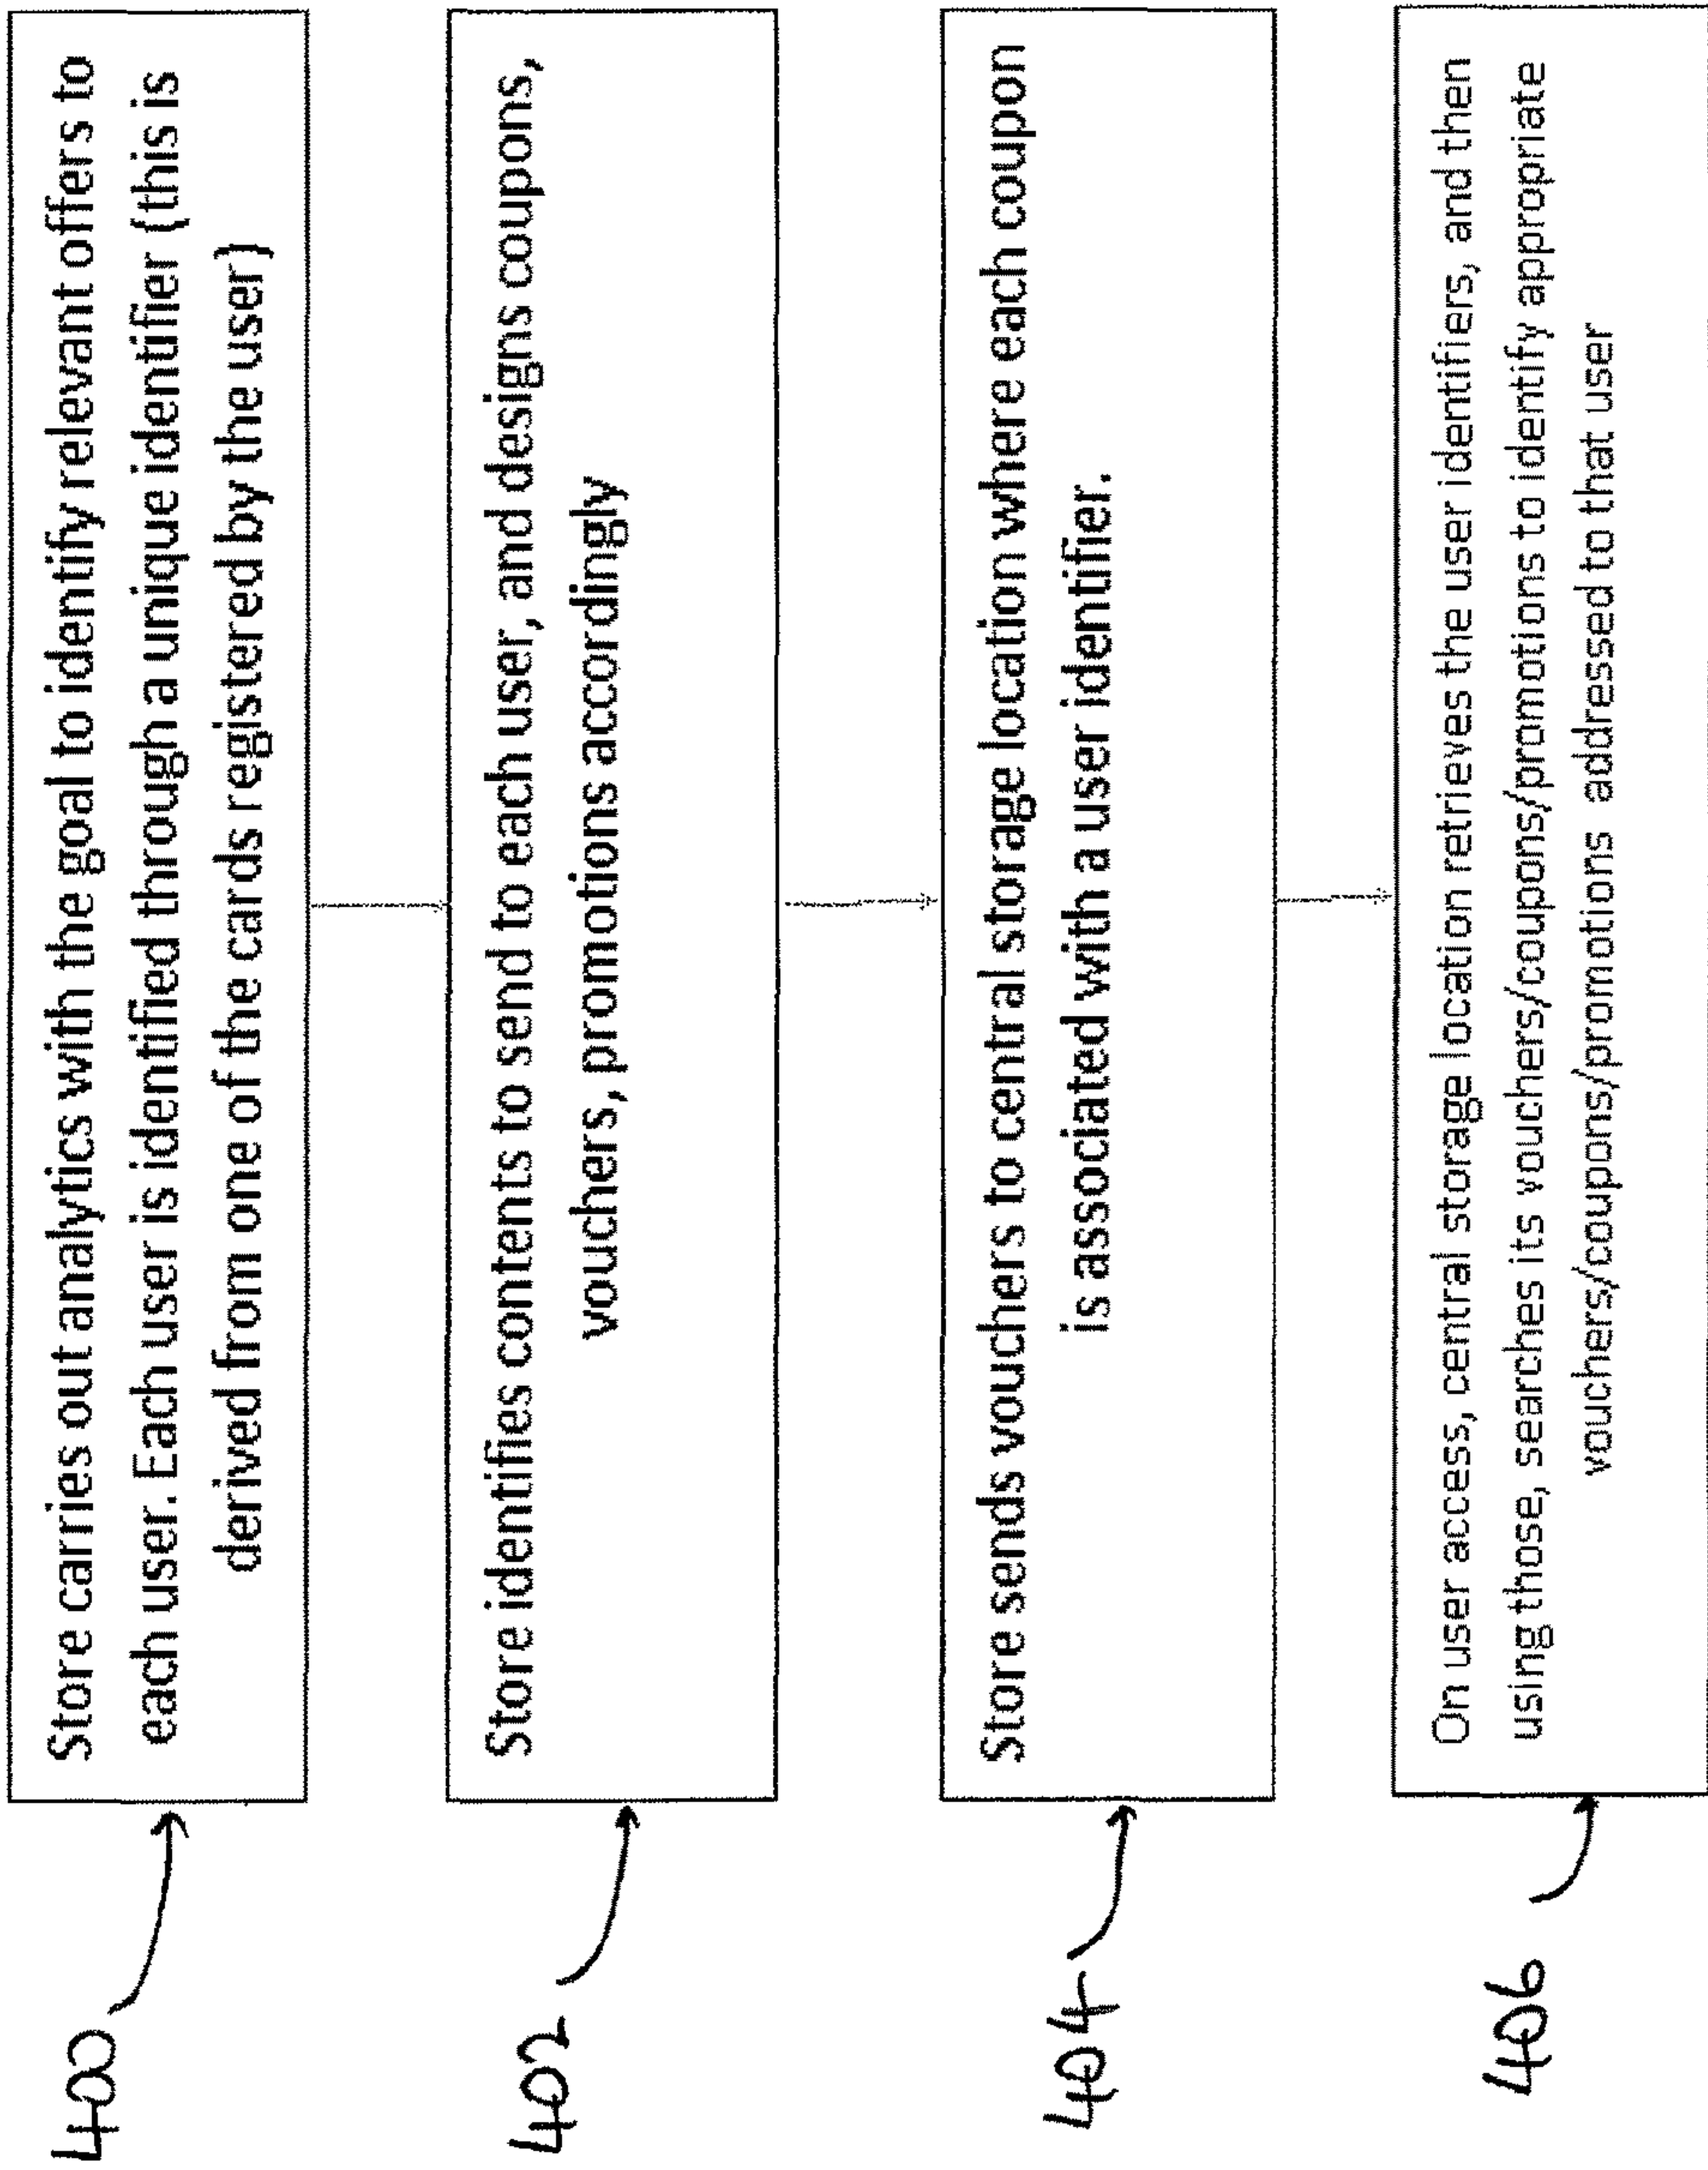 400
Store carries out analytics with the goal to identify relevant offers to
each user. Each user is identified through a unique identifier (this is
derived from one of the cards registered by the user)
402
Store identifies contents to send to each user, and designs coupons,
vouchers, promotions accordingly
404
Store sends vouchers to central storage location where each coupon
is associated with a user identifier.
406
On user access, central storage location retrieves the user identifiers, and then
using those, searches its vouchers/coupons/promotions to identify appropriate
vouchers/coupons/promotions addressed to that user